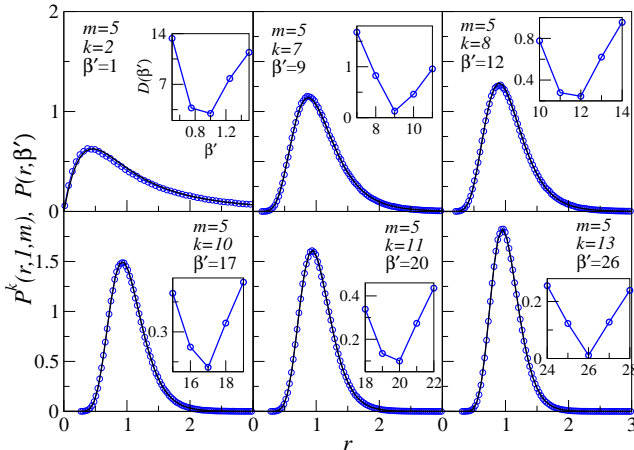 P^k(r,1,m), P(r,β′)
2
1
0
m=5
k=2
β′=1
14
7
D(β′)
0.8 1.2
β′
m=5
k=7
β′=9
1
0
8 10
m=5
k=8
β′=12
0.8
0.4
10 12 14
1.5
1
0.5
0
m=5
k=10
β′=17
0.3
16 18
m=5
k=11
β′=20
0.4
0.2
18 20 22
m=5
k=13
β′=26
0.2
0
24 26 28
0 1 2 0 1 2 0 1 2 3
r